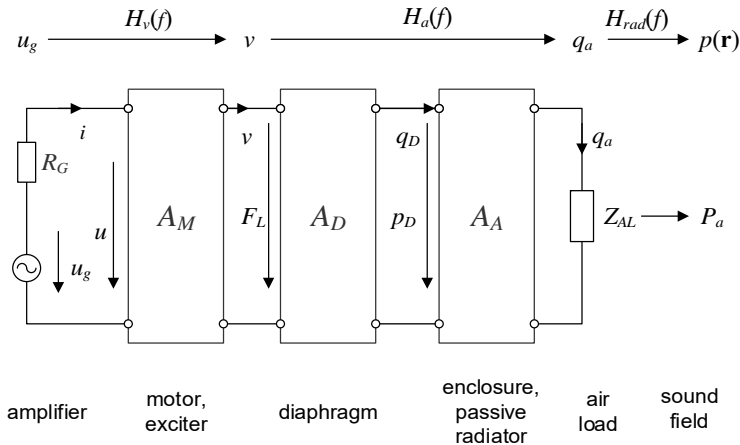 H_v(f) H_a(f) H_rad(f)
u_g v q_a p(r)
i v q_D q_a
R_G
A_M F_L A_D p_D A_A Z_AL P_a
u
u_g
amplifier motor, exciter diaphragm enclosure, passive radiator air load sound field